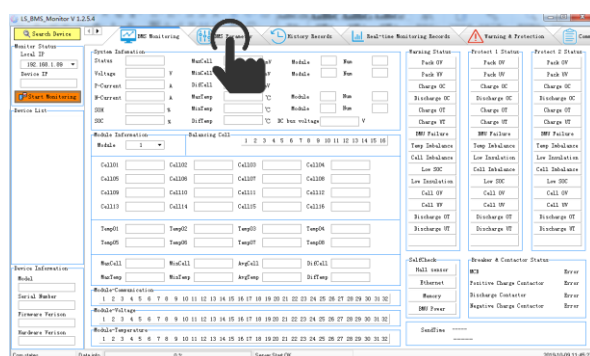 LS_BMS_Monitor V 1.2.5.4
Search Device
BMS Monitoring
BMS Parameter
History Records
Real-time Monitoring Records
Warning & Protection
Monitor Status
Local IP
192.168.1.89
Device IP
Start Monitoring
Device List
System Infomation
Status MaxCell mV Module Num
Voltage V MinCell Module Num
P-Current A DifCell
N-Current A MaxTemp ℃ Module Num
SOH % MinTemp ℃ Module Num
SOC % DifTemp ℃ DC bus voltage V
Module Information
Balancing Cell
Module 1
1 2 3 4 5 6 7 8 9 10 11 12 13 14 15 16
Cell01 Cell02 Cell03 Cell04
Cell05 Cell06 Cell07 Cell08
Cell09 Cell10 Cell11 Cell12
Cell13 Cell14 Cell15 Cell16
Temp01 Temp02 Temp03 Temp04
Temp05 Temp06 Temp07 Temp08
MaxCell MinCell AvgCell DifCell
MaxTemp MinTemp AvgTemp DifTemp
Module-Communication
1 2 3 4 5 6 7 8 9 10 11 12 13 14 15 16 17 18 19 20 21 22 23 24 25 26 27 28 29 30 31 32
Module-Voltage
1 2 3 4 5 6 7 8 9 10 11 12 13 14 15 16 17 18 19 20 21 22 23 24 25 26 27 28 29 30 31 32
Module-Temperature
1 2 3 4 5 6 7 8 9 10 11 12 13 14 15 16 17 18 19 20 21 22 23 24 25 26 27 28 29 30 31 32
Device Information
Model
Serial Number
Firmware Verison
Hardware Verison
Warning Status
Pack OV
Pack UV
Charge OC
Discharge OC
Charge OT
Charge UT
BMU Failure
Temp Imbalance
Cell Imbalance
Low SOC
Low Insulation
Cell OV
Cell UV
Discharge OT
Discharge UT
Protect 1 Status
Pack OV
Pack UV
Charge OC
Discharge OC
Charge OT
Charge UT
BMU Failure
Temp Imbalance
Low Insulation
Cell Imbalance
Low SOC
Cell OV
Cell UV
Discharge OT
Discharge UT
Protect 2 Status
Pack OV
Pack UV
Charge OC
Discharge OC
Charge OT
Charge UT
BMU Failure
Temp Imbalance
Low Insulation
Low SOC
Cell OV
Cell UV
Discharge OT
Discharge UT
SelfCheck
Hall sensor
Ethernet
Memory
BMU Power
Breaker & Contactor Status
MCB Error
Positive Charge Contactor Error
Discharge Contactor Error
Negative Charge Contactor Error
SendTime -----
-----
Server Start OK